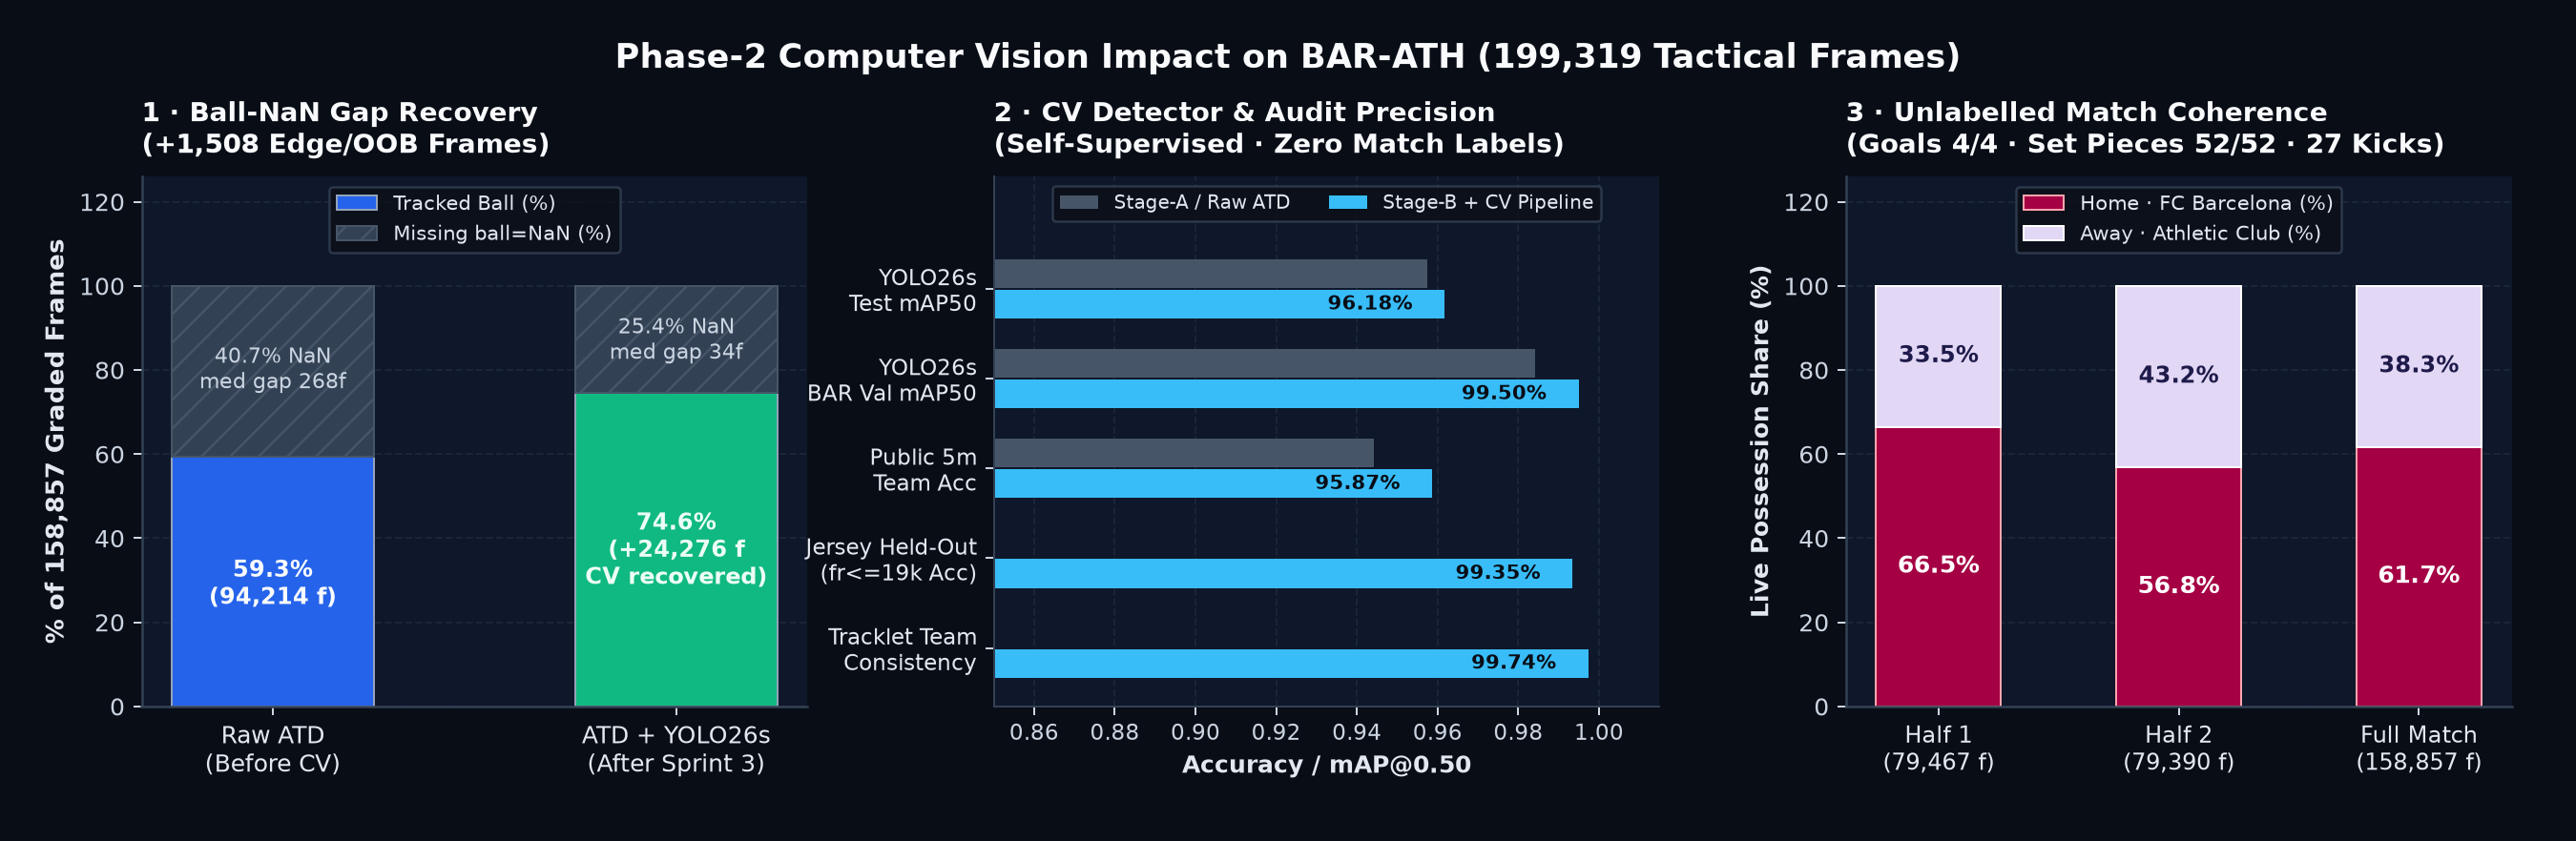 Phase-2 Computer Vision Impact on BAR-ATH (199,319 Tactical Frames)
1 · Ball-NaN Gap Recovery
(+1,508 Edge/OOB Frames)
Tracked Ball (%)
Missing ball=NaN (%)
% of 158,857 Graded Frames
120
100
80
60
40
20
0
40.7% NaN
med gap 268f
59.3%
(94,214 f)
25.4% NaN
med gap 34f
74.6%
(+24,276 f
CV recovered)
Raw ATD
(Before CV)
ATD + YOLO26s
(After Sprint 3)
2 · CV Detector & Audit Precision
(Self-Supervised · Zero Match Labels)
Stage-A / Raw ATD
Stage-B + CV Pipeline
YOLO26s
Test mAP50
96.18%
YOLO26s
BAR Val mAP50
99.50%
Public 5m
Team Acc
95.87%
Jersey Held-Out
(fr<=19k Acc)
99.35%
Tracklet Team
Consistency
99.74%
0.86 0.88 0.90 0.92 0.94 0.96 0.98 1.00
Accuracy / mAP@0.50
3 · Unlabelled Match Coherence
(Goals 4/4 · Set Pieces 52/52 · 27 Kicks)
Home · FC Barcelona (%)
Away · Athletic Club (%)
Live Possession Share (%)
120
100
80
60
40
20
0
33.5%
66.5%
43.2%
56.8%
38.3%
61.7%
Half 1
(79,467 f)
Half 2
(79,390 f)
Full Match
(158,857 f)